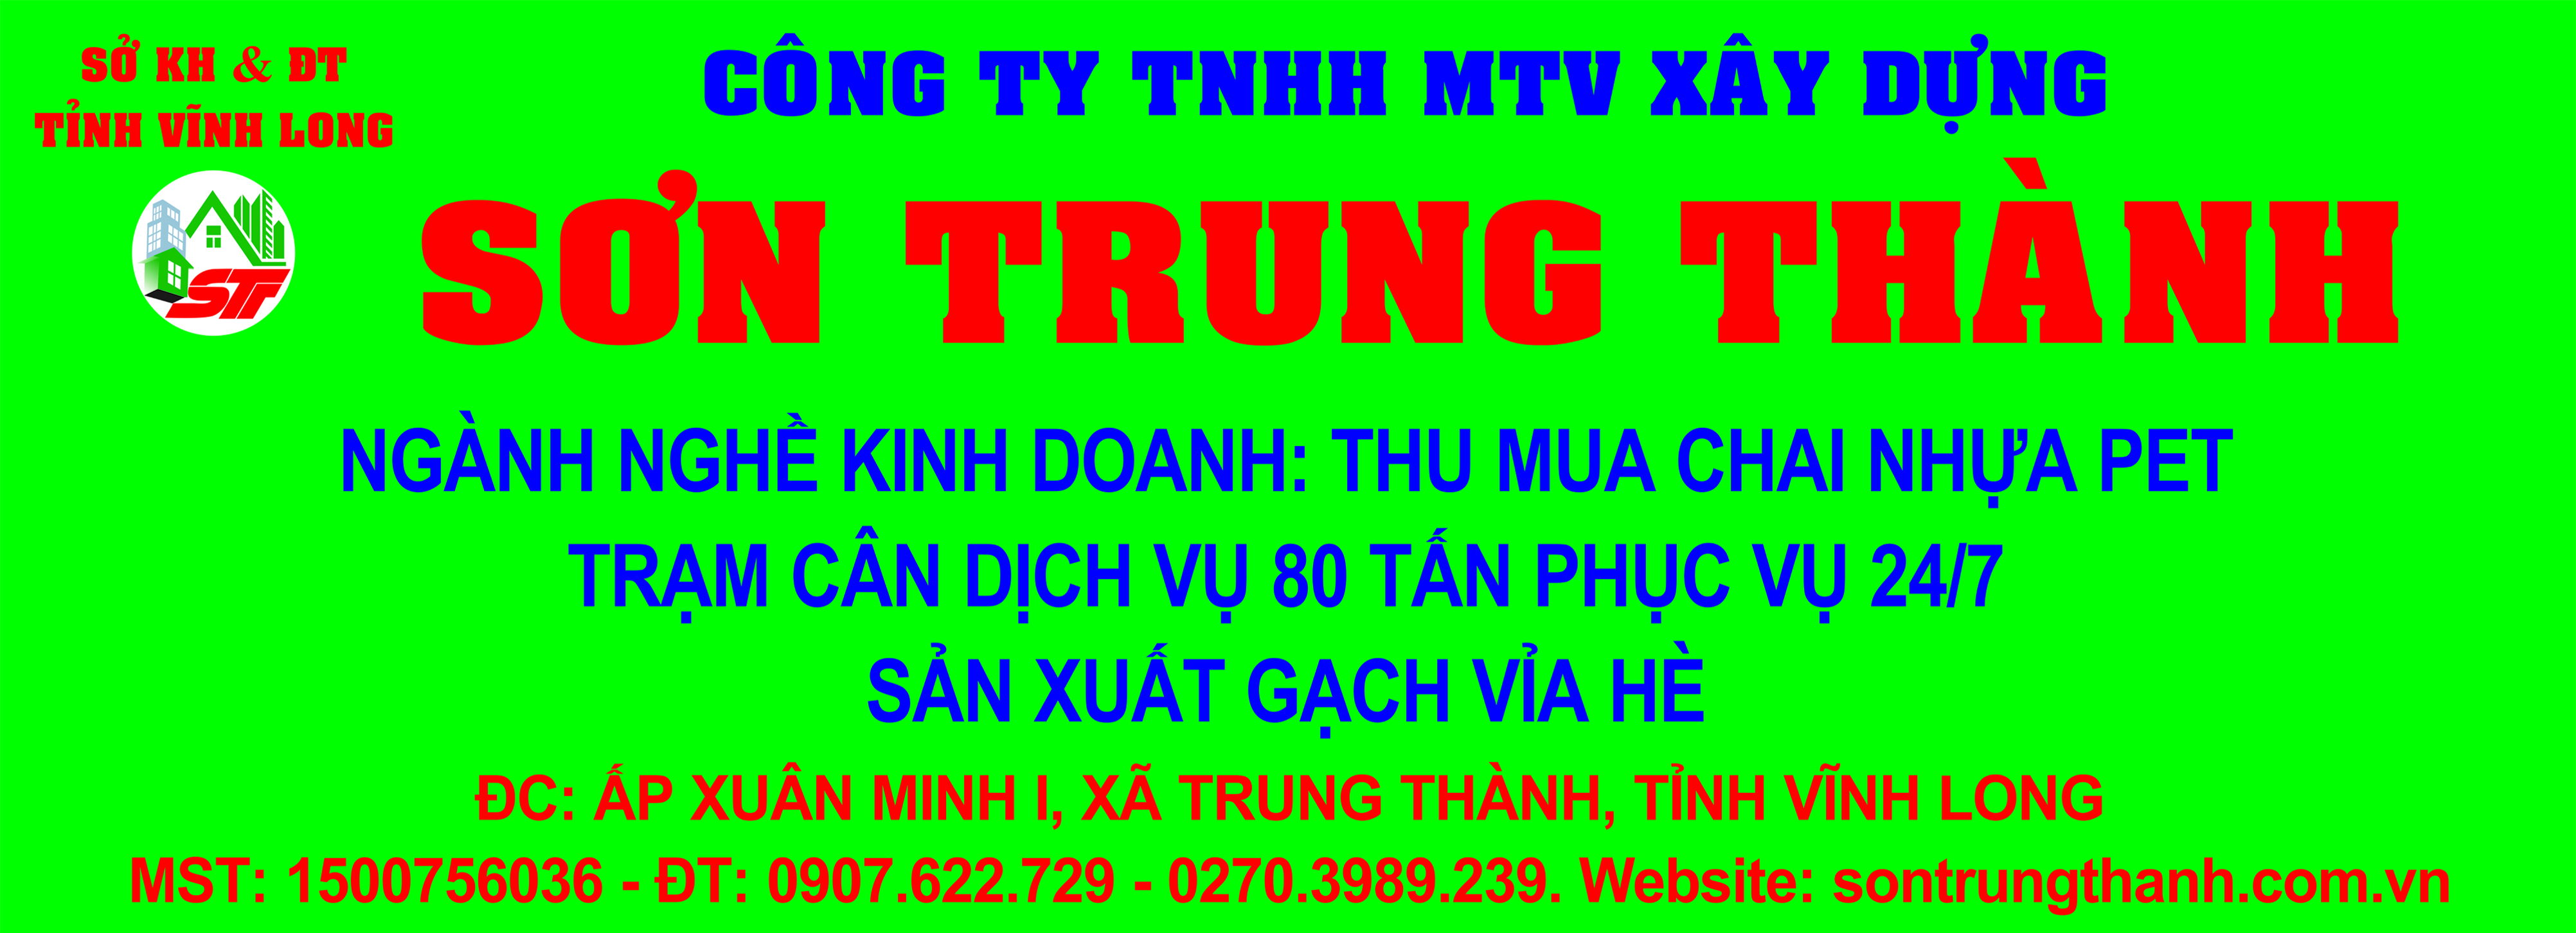 SỞ KH & ĐT
TỈNH VĨNH LONG
STT
CÔNG TY TNHH MTV XÂY DỰNG
SƠN TRUNG THÀNH
NGÀNH NGHỀ KINH DOANH: THU MUA CHAI NHỰA PET
TRẠM CÂN DỊCH VỤ 80 TẤN PHỤC VỤ 24/7
SẢN XUẤT GẠCH VỈA HÈ
ĐC: ẤP XUÂN MINH I, XÃ TRUNG THÀNH, TỈNH VĨNH LONG
MST: 1500756036 - ĐT: 0907.622.729 - 0270.3989.239. Website: sontrungthanh.com.vn